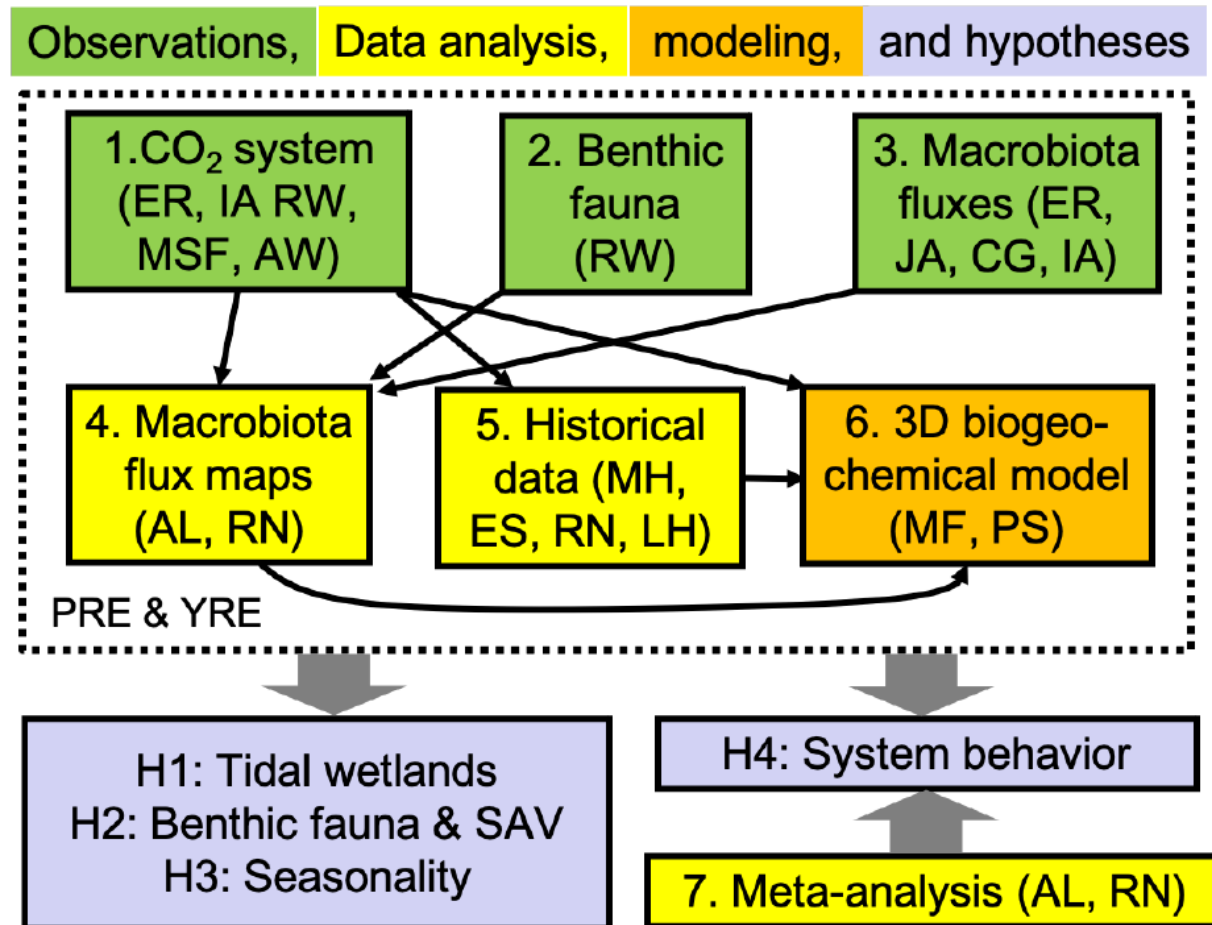 Observations, Data analysis, modeling, and hypotheses
1.CO₂ system
(ER, IA RW,
MSF, AW)
2. Benthic
fauna
(RW)
3. Macrobiota
fluxes (ER,
JA, CG, IA)
4. Macrobiota
flux maps
(AL, RN)
5. Historical
data (MH,
ES, RN, LH)
6. 3D biogeo-
chemical model
(MF, PS)
PRE & YRE
H1: Tidal wetlands
H2: Benthic fauna & SAV
H3: Seasonality
H4: System behavior
7. Meta-analysis (AL, RN)